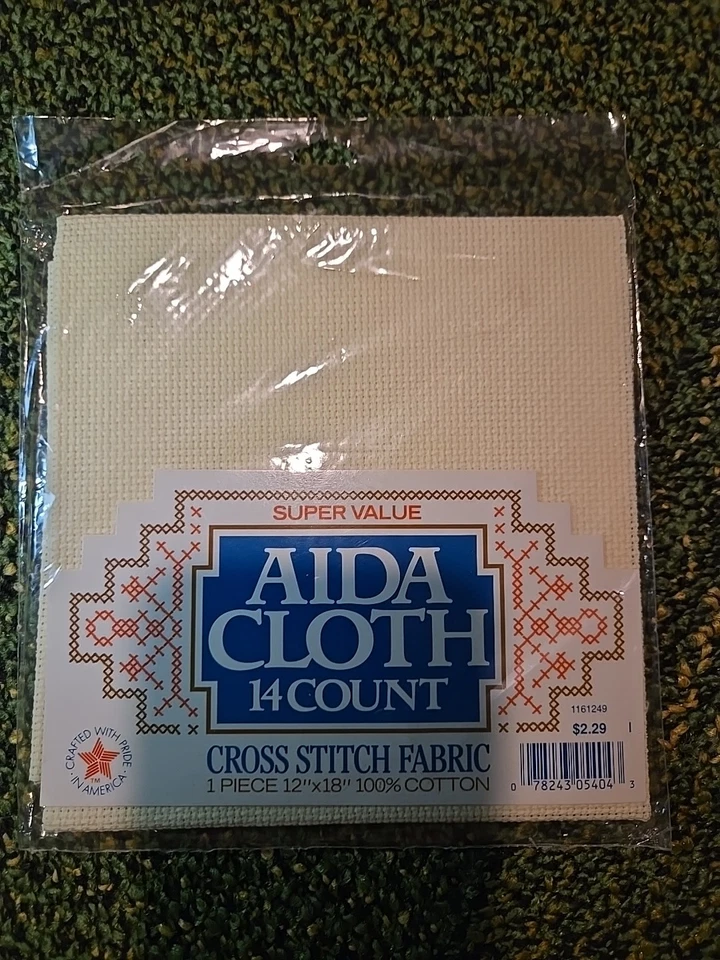 SUPER VALUE
AIDA
CLOTH
14 COUNT
1161249
$2.29 I
CROSS STITCH FABRIC
1 PIECE 12"x18" 100% COTTON
CRAFTED WITH PRIDE
IN AMERICA
TM
0 78243 05404 3